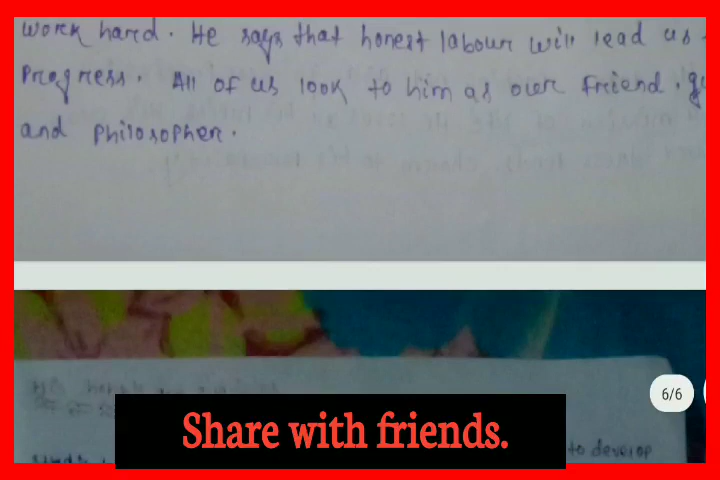 work hard. He says that honest labour will lead us
Progress. All of us look to him as our Friend,
and Philosopher.
6/6
Share with friends.
to develop